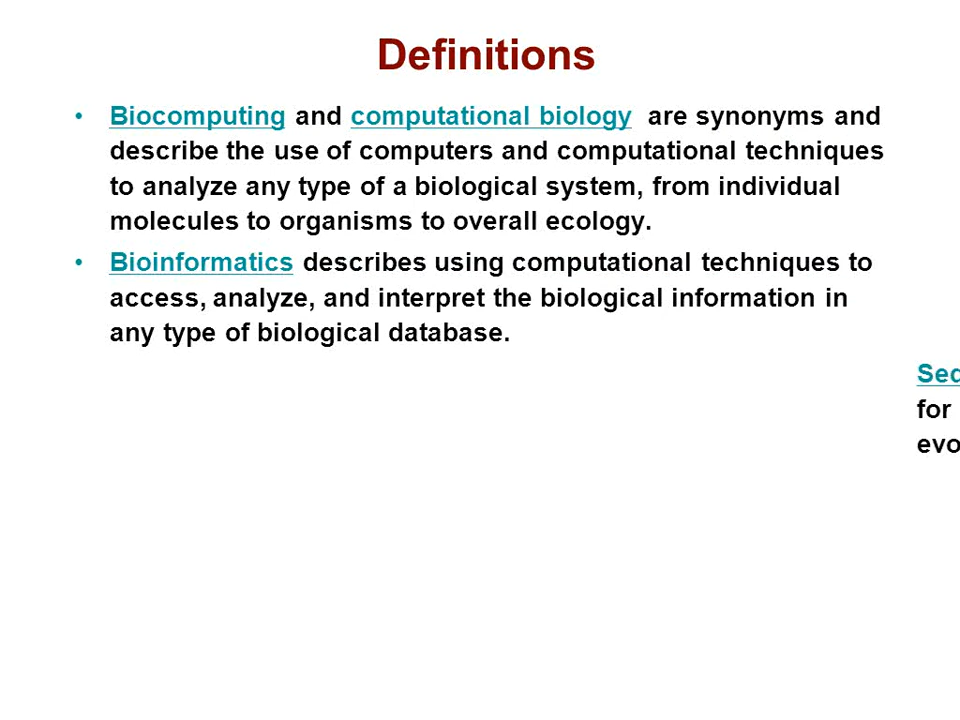 Definitions
• Biocomputing and computational biology are synonyms and
describe the use of computers and computational techniques
to analyze any type of a biological system, from individual
molecules to organisms to overall ecology.
• Bioinformatics describes using computational techniques to
access, analyze, and interpret the biological information in
any type of biological database.
for